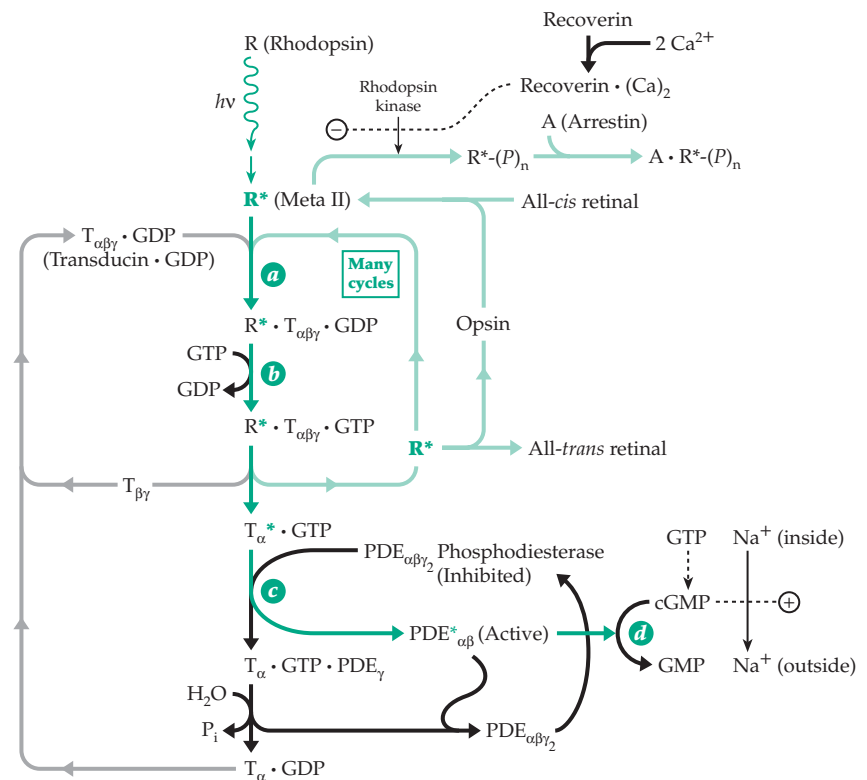 Recoverin
R (Rhodopsin)
2 Ca²⁺
hν
Rhodopsin
kinase
Recoverin · (Ca)₂
−
A (Arrestin)
R*-(P)ₙ
A · R*-(P)ₙ
R* (Meta II)
All-cis retinal
Tαβγ · GDP
(Transducin · GDP)
a
Many
cycles
R* · Tαβγ · GDP
Opsin
GTP
b
GDP
R* · Tαβγ · GTP
R*
All-trans retinal
Tβγ
Tα* · GTP
GTP
Na⁺ (inside)
PDEαβγ₂ Phosphodiesterase
(Inhibited)
c
cGMP
+
PDE*αβ (Active)
d
Tα · GTP · PDEγ
GMP
Na⁺ (outside)
H₂O
Pᵢ
PDEαβγ₂
Tα · GDP